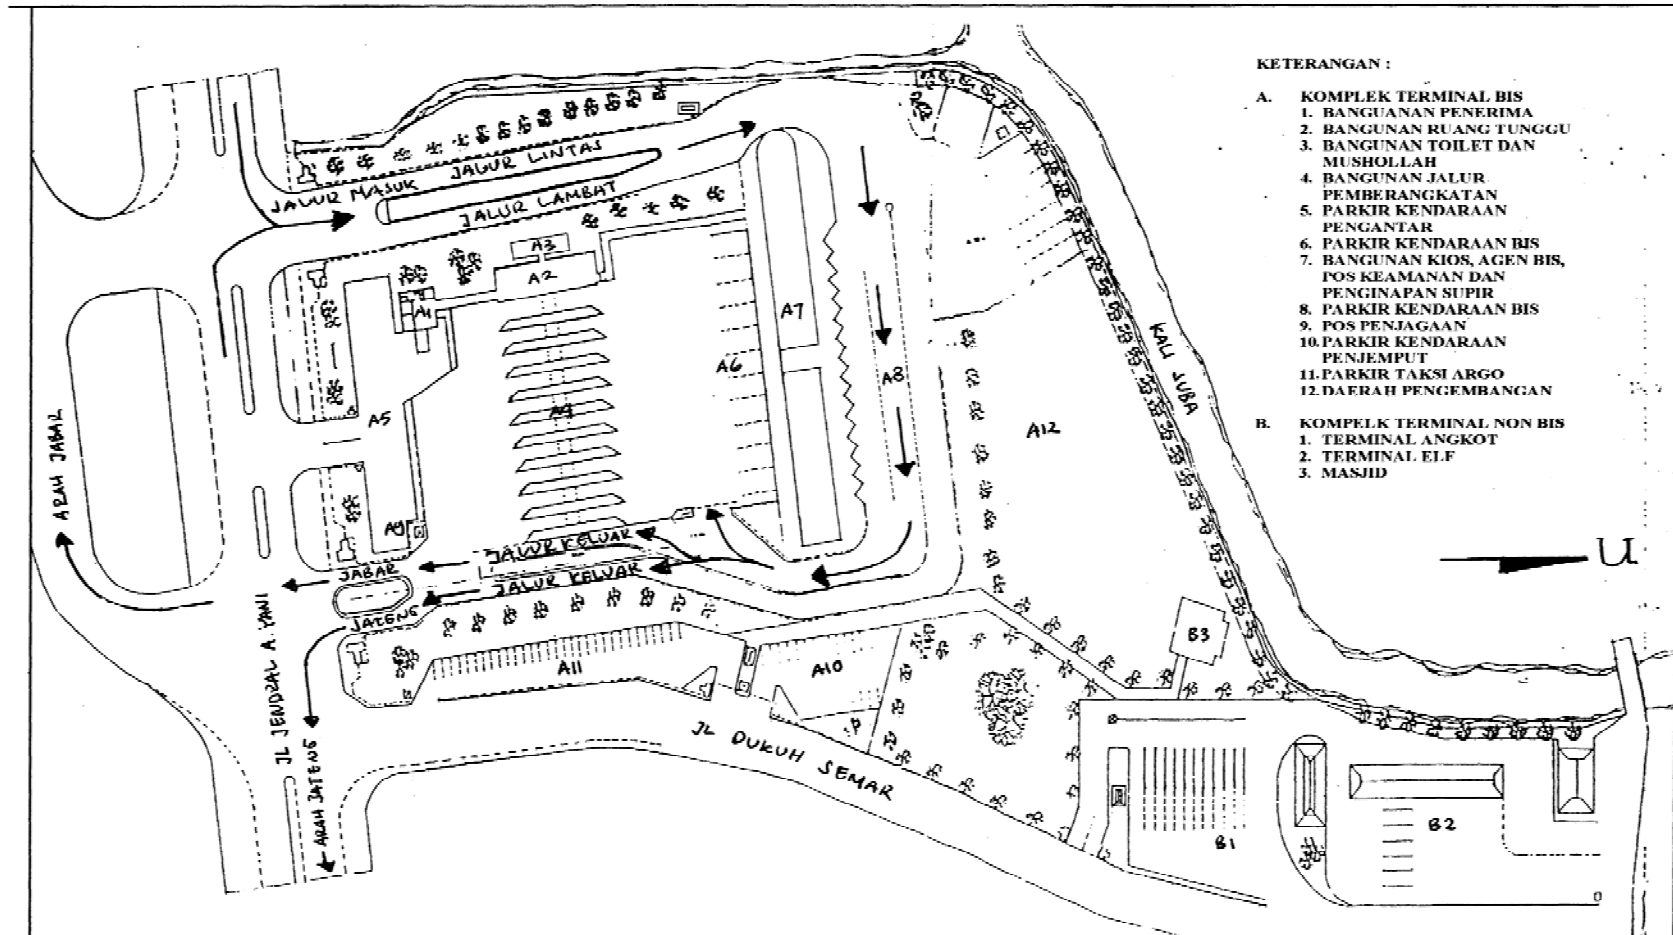 KETERANGAN :
A. KOMPLEK TERMINAL BIS
1. BANGUANAN PENERIMA
2. BANGUNAN RUANG TUNGGU
3. BANGUNAN TOILET DAN
MUSHOLLAH
4. BANGUNAN JALUR
PEMBERANGKATAN
5. PARKIR KENDARAAN
PENGANTAR
6. PARKIR KENDARAAN BIS
7. BANGUNAN KIOS, AGEN BIS,
POS KEAMANAN DAN
PENGINAPAN SUPIR
8. PARKIR KENDARAAN BIS
9. POS PENJAGAAN
10. PARKIR KENDARAAN
PENJEMPUT
11. PARKIR TAKSI ARGO
12. DAERAH PENGEMBANGAN
B. KOMPELK TERMINAL NON BIS
1. TERMINAL ANGKOT
2. TERMINAL ELF
3. MASJID
JALUR MASUK
JALUR LINTAS
JALUR LAMBAT
A3
A2
A1
A7
A6
A8
A4
A5
A12
KALI SUBA
U
ARAH JABAR
A9
JALUR KELUAR
JABAR
JALUR KELUAR
JATENG
JL JENDRAL A. YANI
ARAH JATENG
A11
A10
B3
JL DUKUH SEMAR
B1
B2